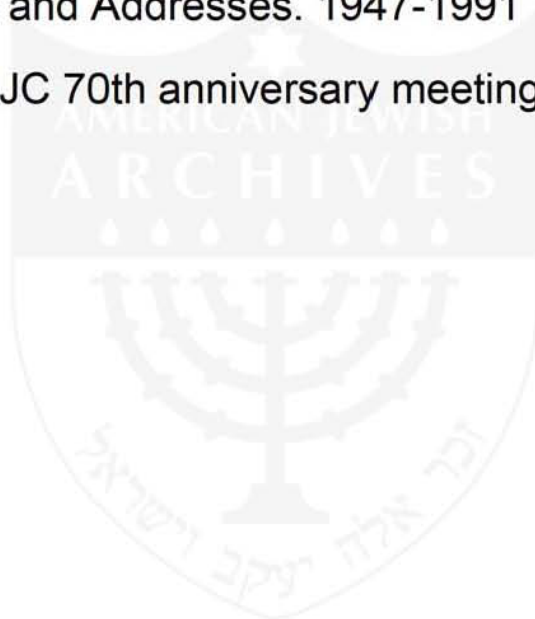 and Addresses. 1947-1991
JC 70th anniversary meeting
AMERICAN JEWISH
ARCHIVES
זכר אלה יעקב וישראל